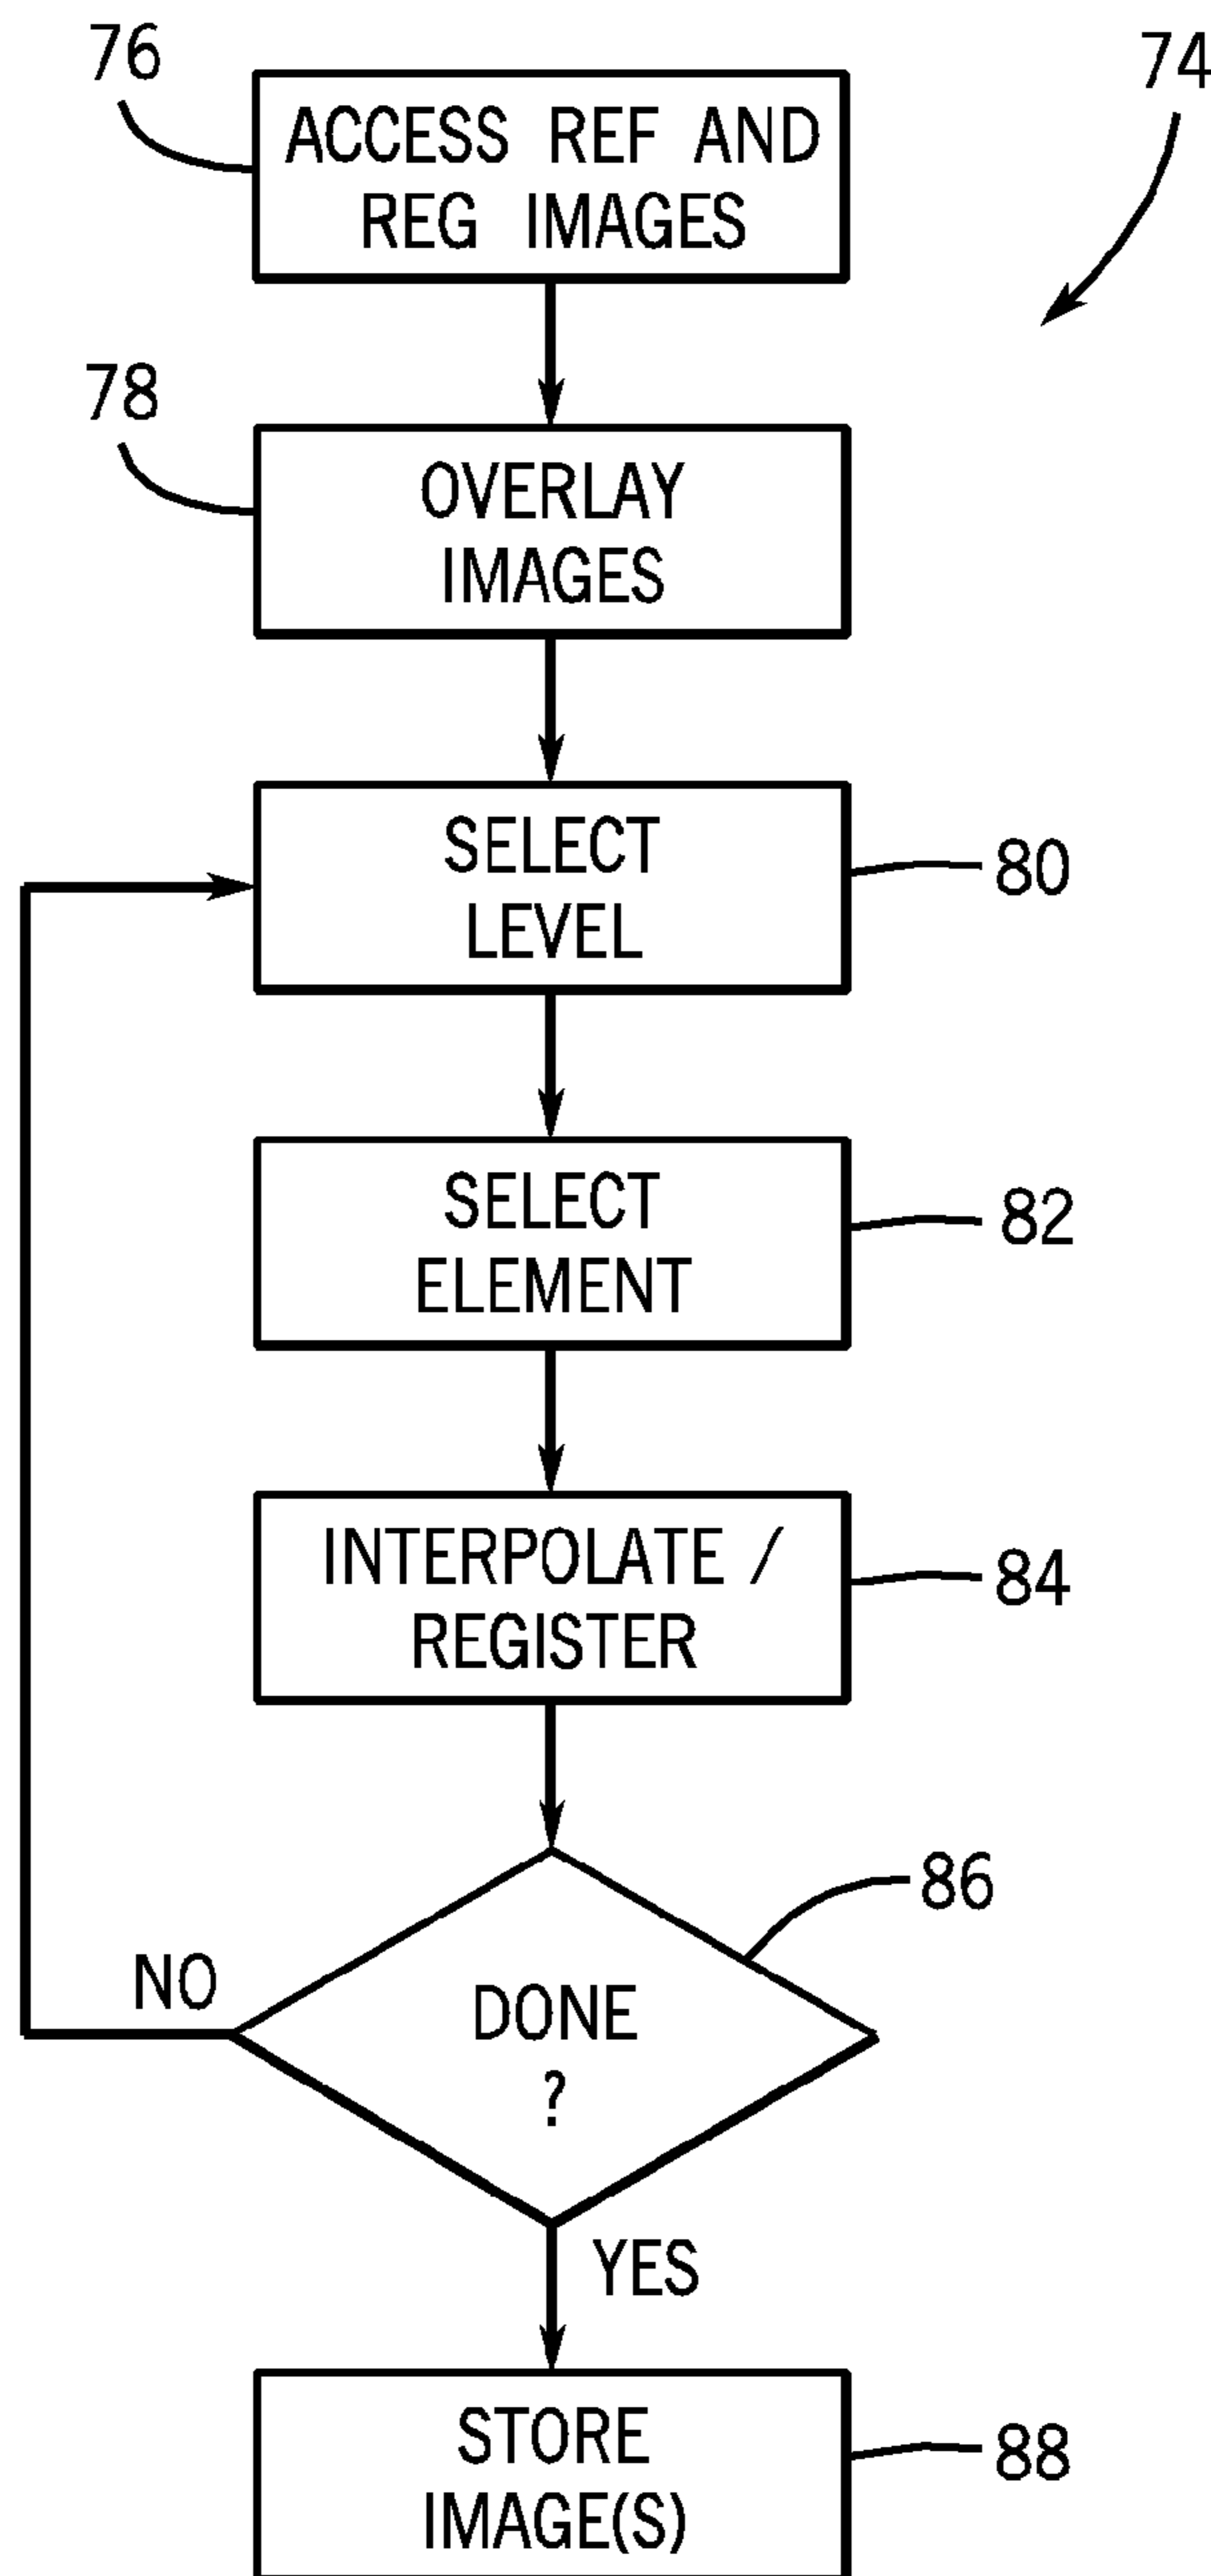 76
74
ACCESS REF AND
REG IMAGES
78
OVERLAY
IMAGES
SELECT
LEVEL
80
SELECT
ELEMENT
82
INTERPOLATE /
REGISTER
84
86
NO
DONE
?
YES
STORE
IMAGE(S)
88